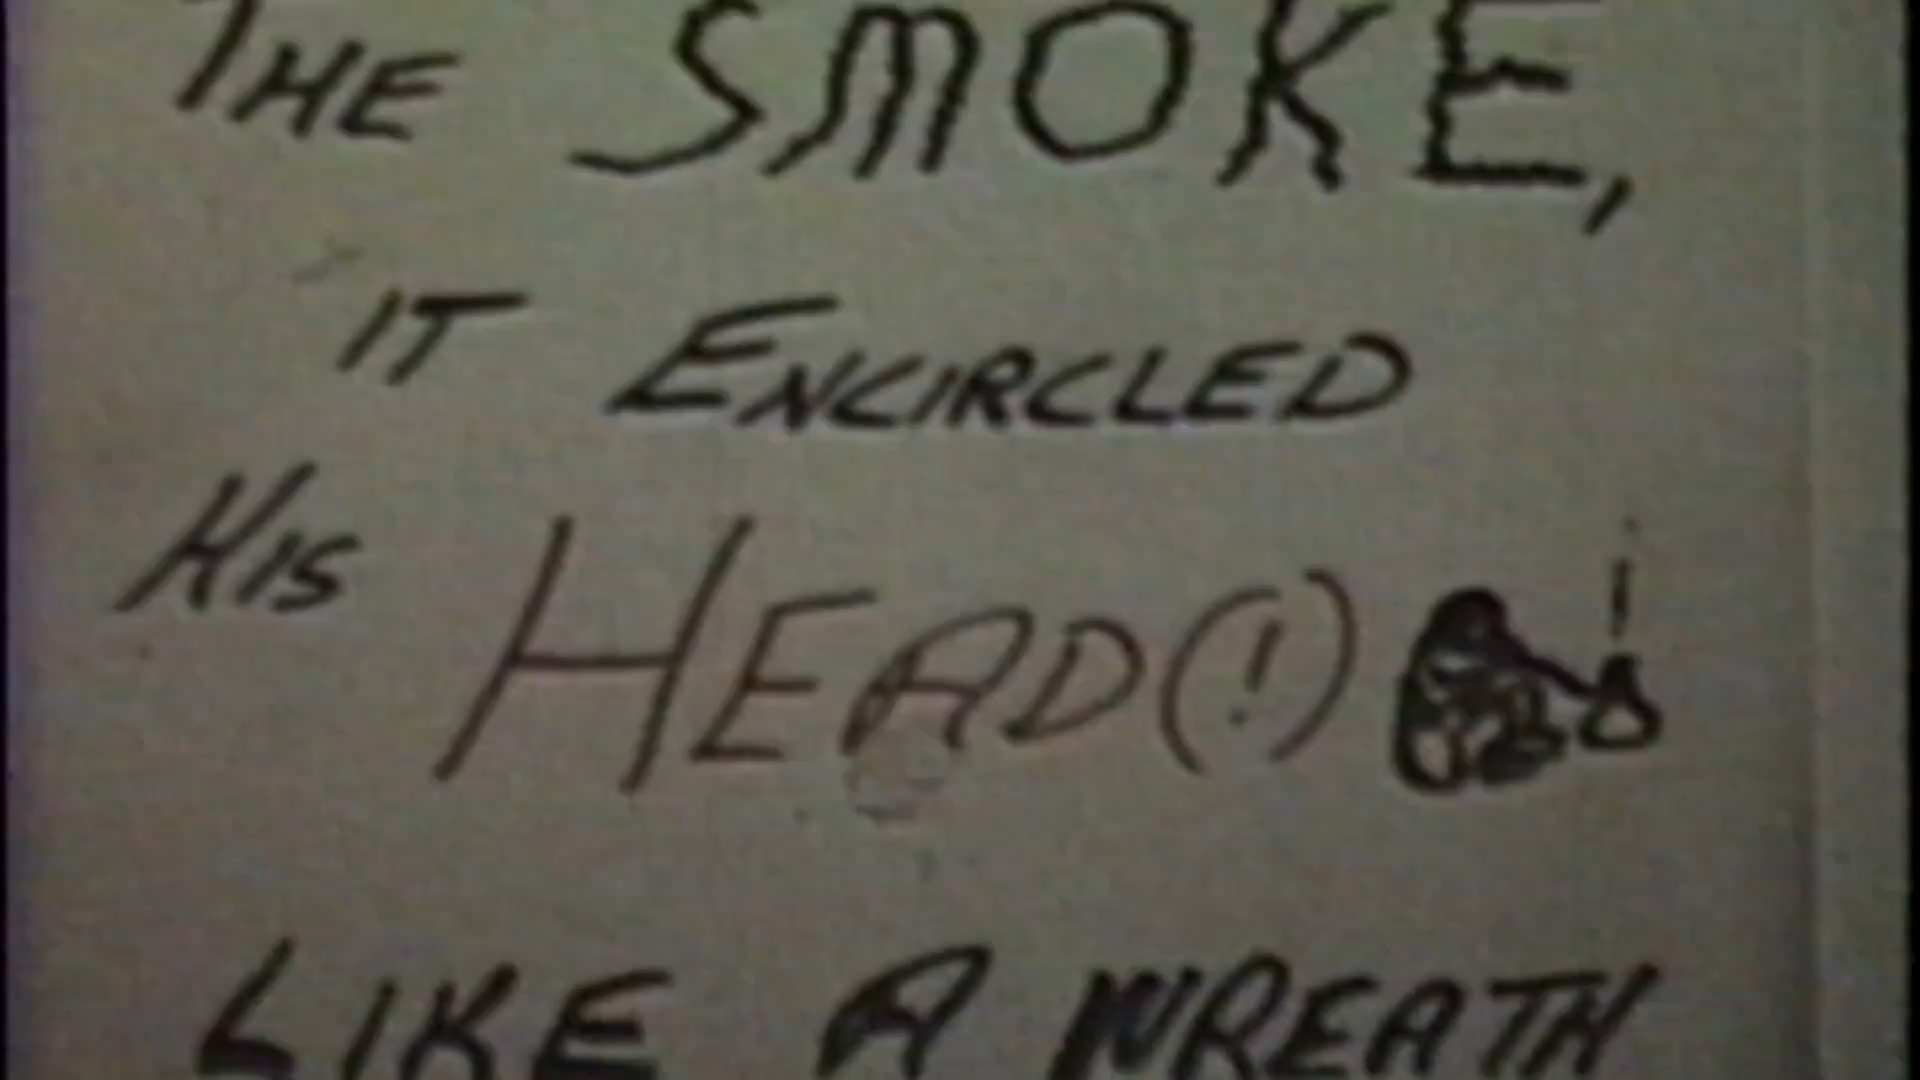 THE SMOKE,
IT ENCIRCLED
HIS HEAD(!)
LIKE A WREATH